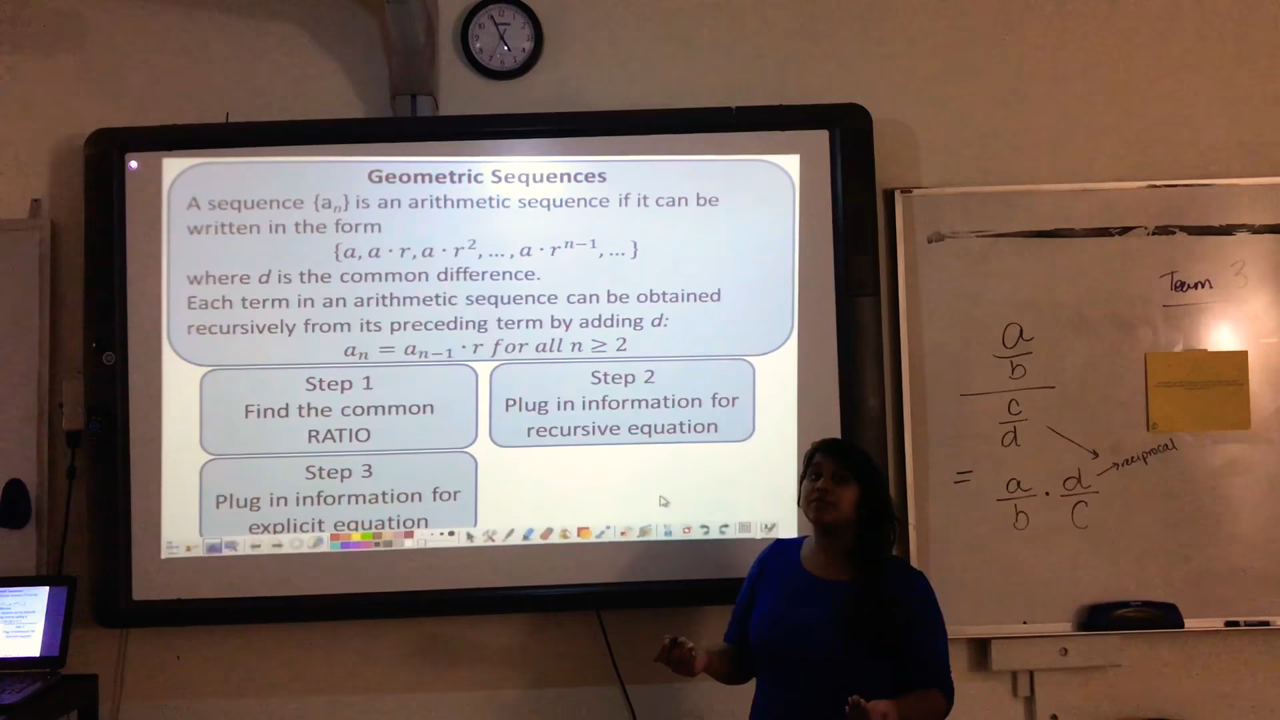 Geometric Sequences
A sequence {aₙ} is an arithmetic sequence if it can be
written in the form
{a, a · r, a · r², ..., a · rⁿ⁻¹, ... }
where d is the common difference.
Each term in an arithmetic sequence can be obtained
recursively from its preceding term by adding d:
aₙ = aₙ₋₁ · r for all n ≥ 2
Step 1
Find the common
RATIO
Step 2
Plug in information for
recursive equation
Step 3
Plug in information for
explicit equation
Team 3
a
b
c
d
= a/b · d/c
→ reciprocal